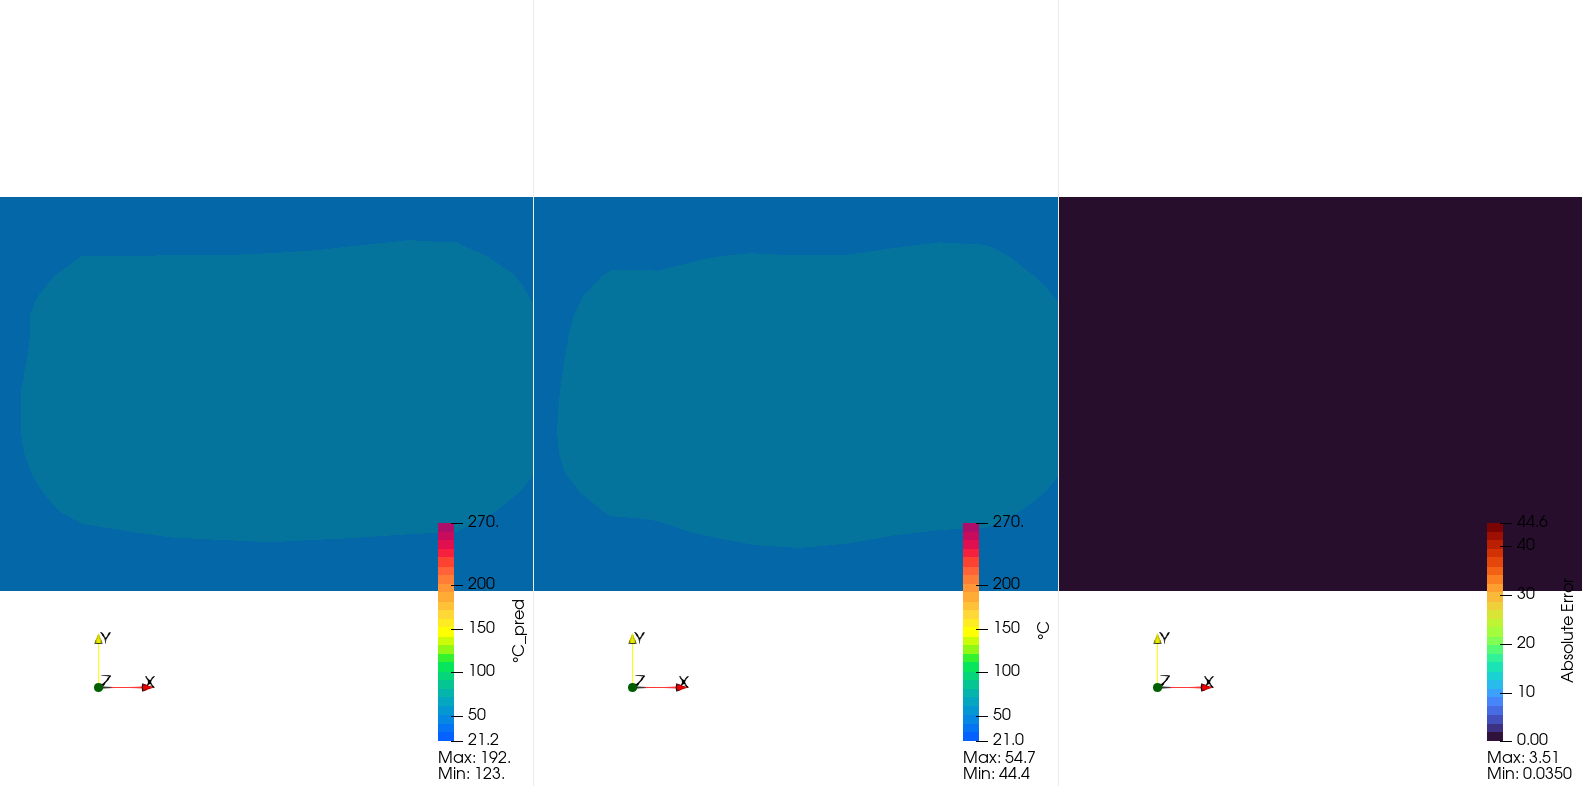 270.
200
150
100
50
21.2
°C_pred
Max: 192.
Min: 123.
Y
Z
X
270.
200
150
100
50
21.0
°C
Max: 54.7
Min: 44.4
Y
Z
X
44.6
40
30
20
10
0.00
Absolute Error
Max: 3.51
Min: 0.0350
Y
Z
X